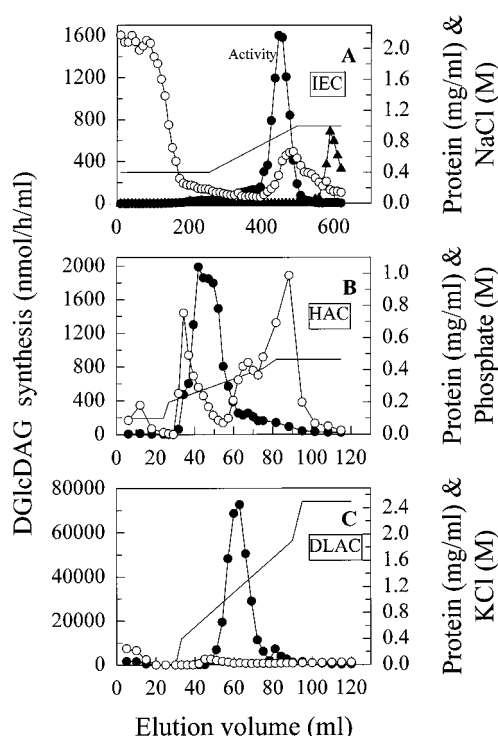 1600
1200
800
400
0
Activity
A
IEC
2.0
1.6
1.2
0.8
0.4
0.0
0 200 400 600
Protein (mg/ml) &
NaCl (M)
2000
1600
1200
800
400
0
B
HAC
1.0
0.8
0.6
0.4
0.2
0.0
0 20 40 60 80 100 120
Protein (mg/ml) &
Phosphate (M)
DGlcDAG synthesis (nmol/h/ml)
80000
60000
40000
20000
0
C
DLAC
2.4
2.0
1.6
1.2
0.8
0.4
0.0
0 20 40 60 80 100 120
Protein (mg/ml) &
KCl (M)
Elution volume (ml)